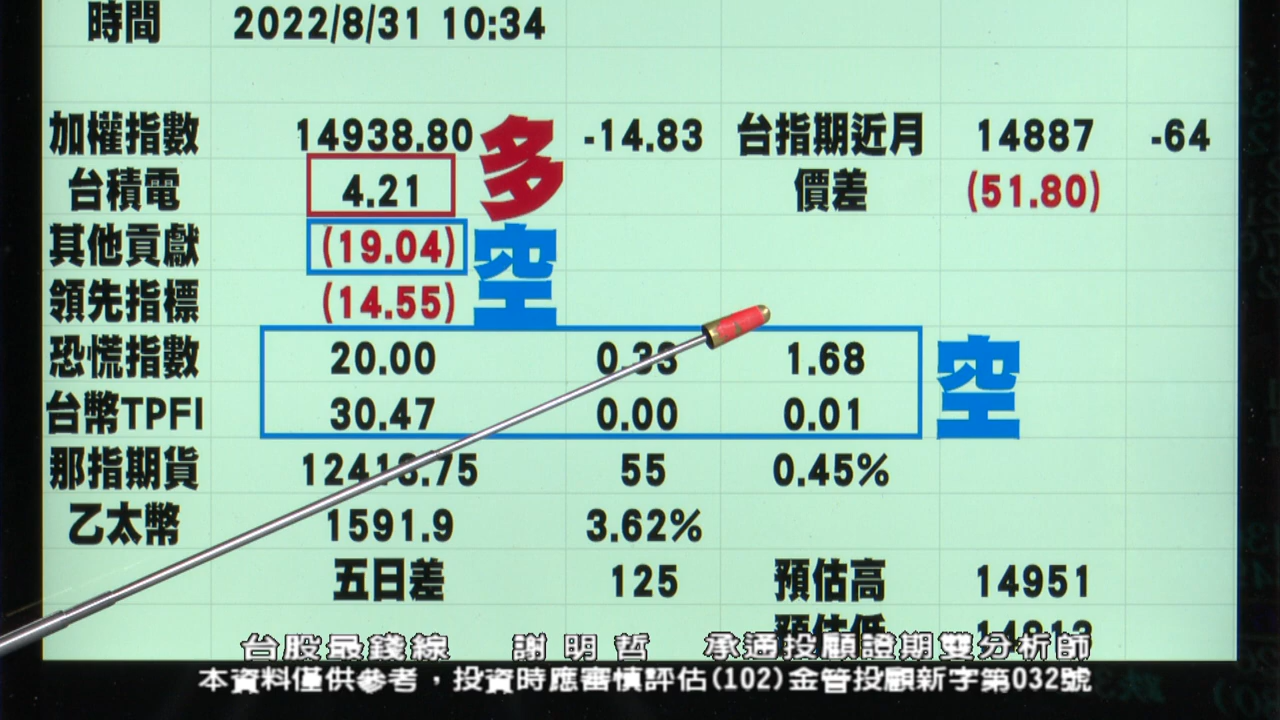 時間 2022/8/31 10:34
加權指數 14938.80 多 -14.83 台指期近月 14887 -64
台積電 4.21 價差 (51.80)
其他貢獻 (19.04) 空
領先指標 (14.55)
恐慌指數 20.00 0.33 1.68 空
台幣TPFI 30.47 0.00 0.01
那指期貨 12418.75 55 0.45%
乙太幣 1591.9 3.62%
五日差 125 預估高 14951
預估低
台股最錢線 謝明哲 承通投顧證期雙分析師
本資料僅供參考，投資時應審慎評估(102)金管投顧新字第032號